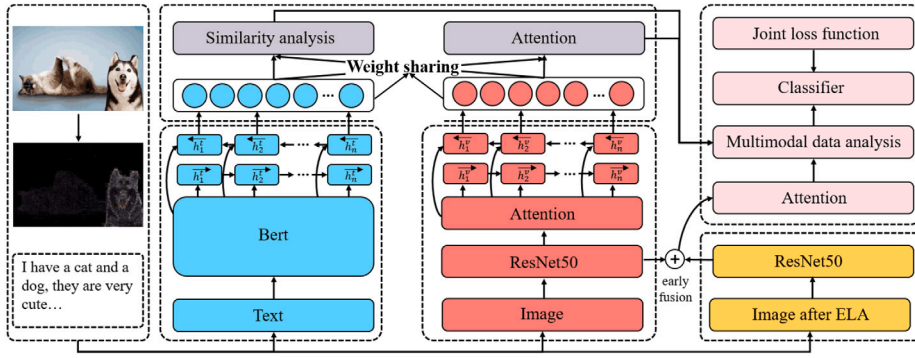 Similarity analysis
Attention
Joint loss function
Weight sharing
Classifier
Multimodal data analysis
Attention
Bert
Attention
ResNet50
ResNet50
early
fusion
I have a cat and a
dog, they are very
cute…
Text
Image
Image after ELA